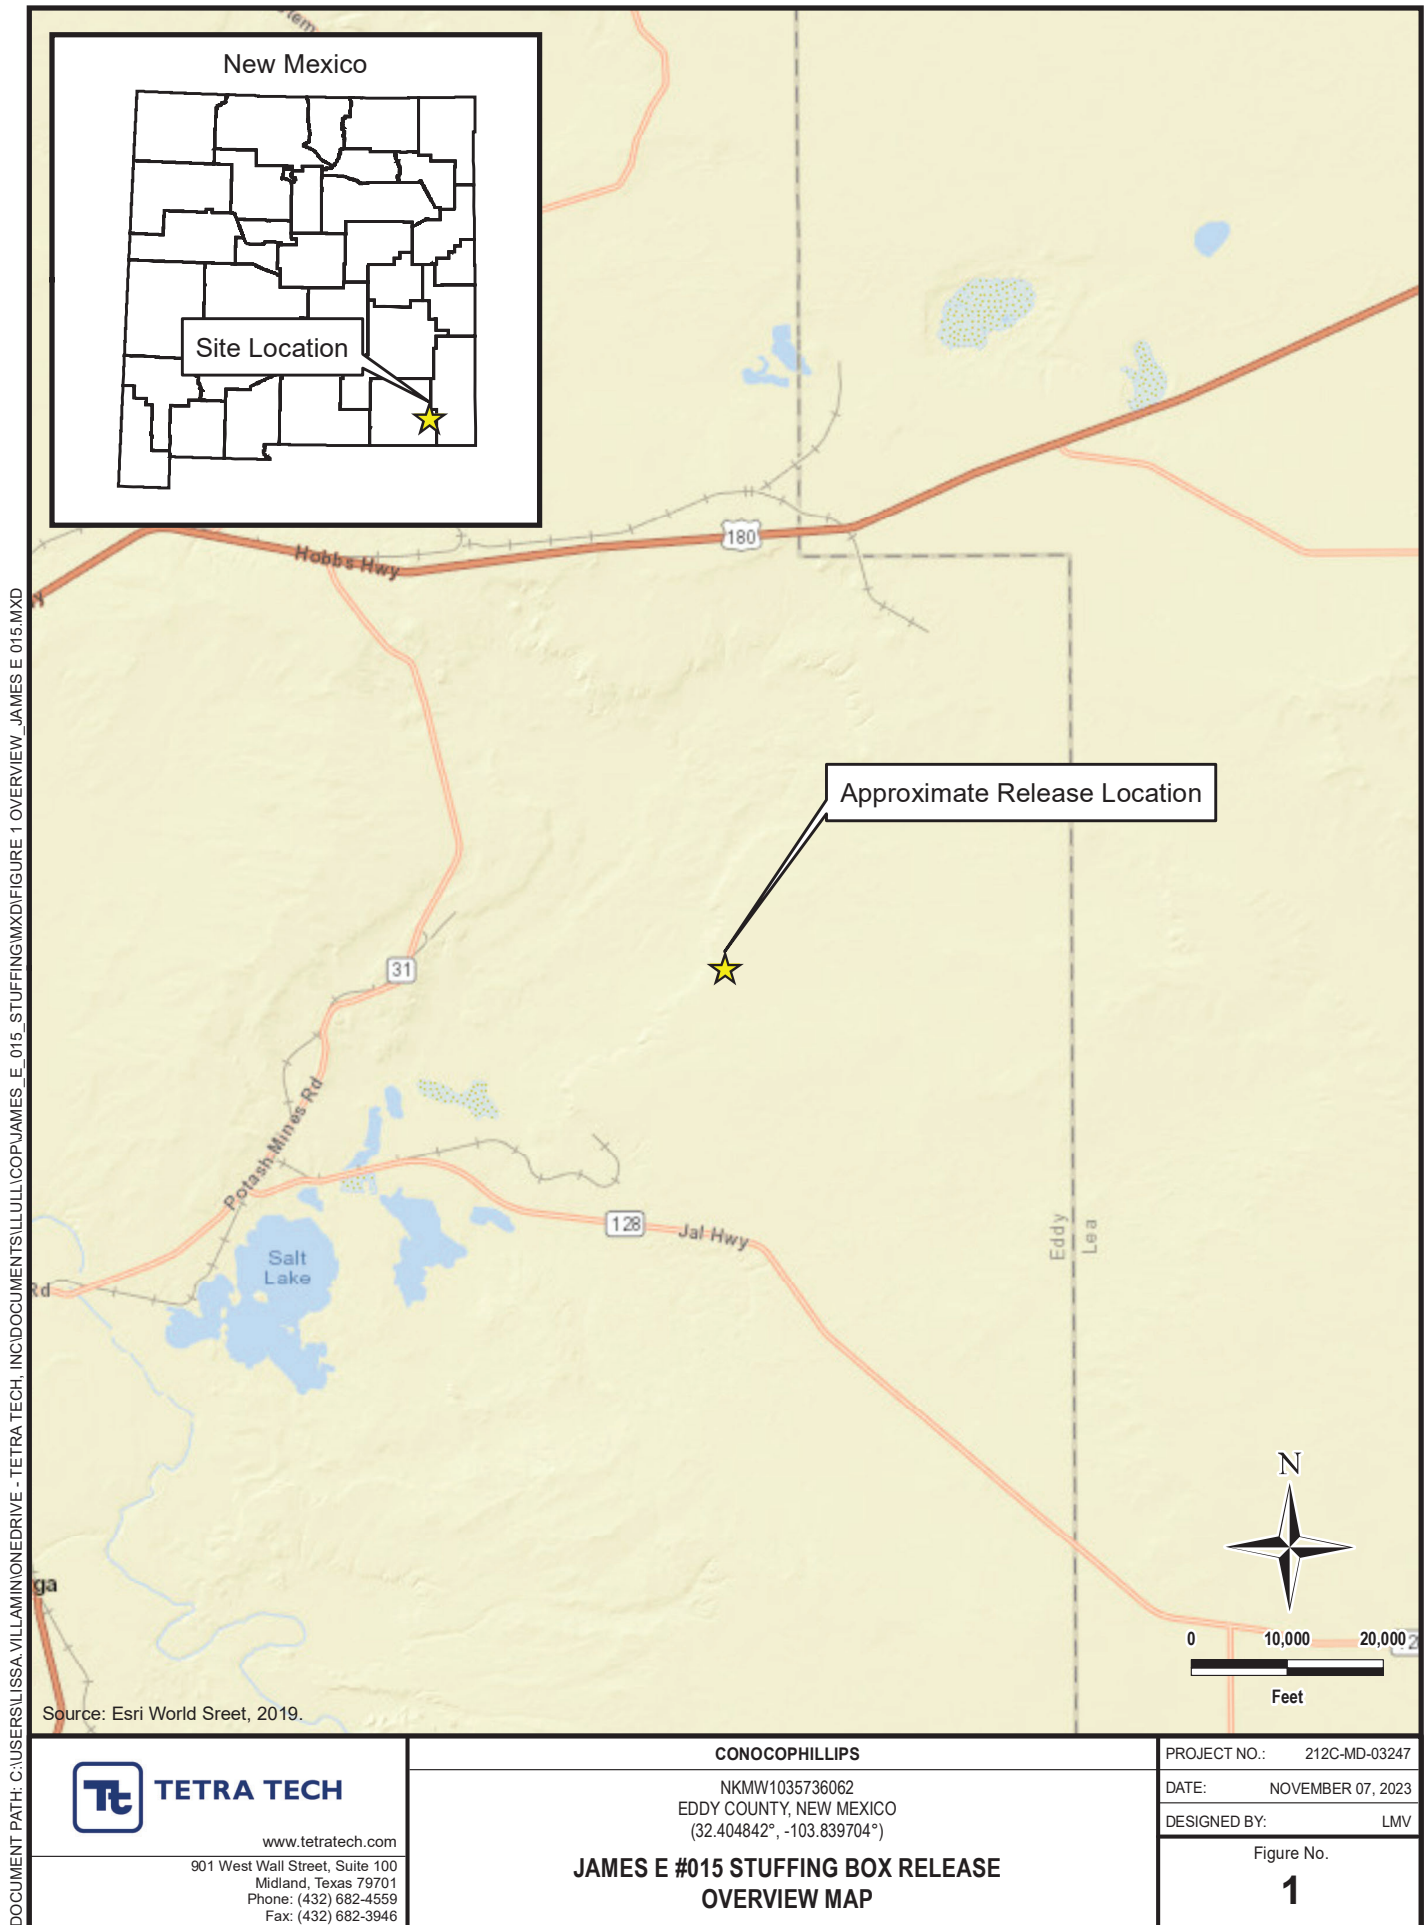 New Mexico
Site Location
180
Hobbs Hwy
Approximate Release Location
31
Potash Mines Rd
128
Jal Hwy
Salt
Lake
Rd
Eddy
Lea
ga
N
0 10,000 20,000
Feet
Source: Esri World Sreet, 2019.
DOCUMENT PATH: C:\USERS\LISSA.VILLAMIN\ONEDRIVE - TETRA TECH, INC\DOCUMENTS\LLULL\COP\JAMES_E_015_STUFFING\MXD\FIGURE 1 OVERVIEW_JAMES E 015.MXD
Tt TETRA TECH
www.tetratech.com
901 West Wall Street, Suite 100
Midland, Texas 79701
Phone: (432) 682-4559
Fax: (432) 682-3946
CONOCOPHILLIPS
NKMW1035736062
EDDY COUNTY, NEW MEXICO
(32.404842°, -103.839704°)
JAMES E #015 STUFFING BOX RELEASE
OVERVIEW MAP
PROJECT NO.: 212C-MD-03247
DATE: NOVEMBER 07, 2023
DESIGNED BY: LMV
Figure No.
1